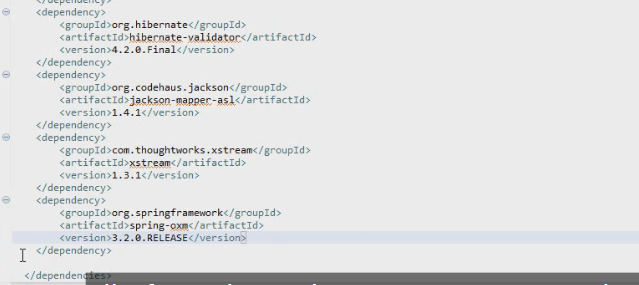 </dependency>
<dependency>
<groupId>org.hibernate</groupId>
<artifactId>hibernate-validator</artifactId>
<version>4.2.0.Final</version>
</dependency>
<dependency>
<groupId>org.codehaus.jackson</groupId>
<artifactId>jackson-mapper-asl</artifactId>
<version>1.4.1</version>
</dependency>
<dependency>
<groupId>com.thoughtworks.xstream</groupId>
<artifactId>xstream</artifactId>
<version>1.3.1</version>
</dependency>
<dependency>
<groupId>org.springframework</groupId>
<artifactId>spring-oxm</artifactId>
<version>3.2.0.RELEASE</version>
</dependency>
</dependencies>